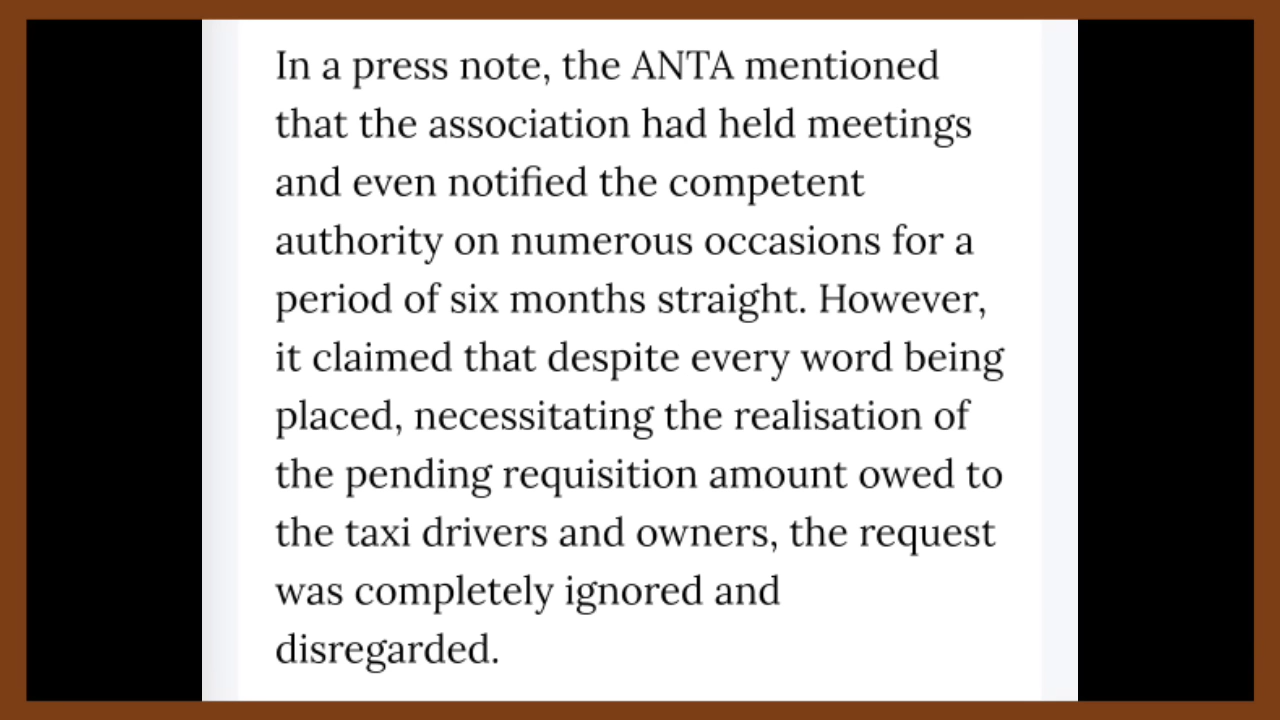 In a press note, the ANTA mentioned
that the association had held meetings
and even notified the competent
authority on numerous occasions for a
period of six months straight. However,
it claimed that despite every word being
placed, necessitating the realisation of
the pending requisition amount owed to
the taxi drivers and owners, the request
was completely ignored and
disregarded.